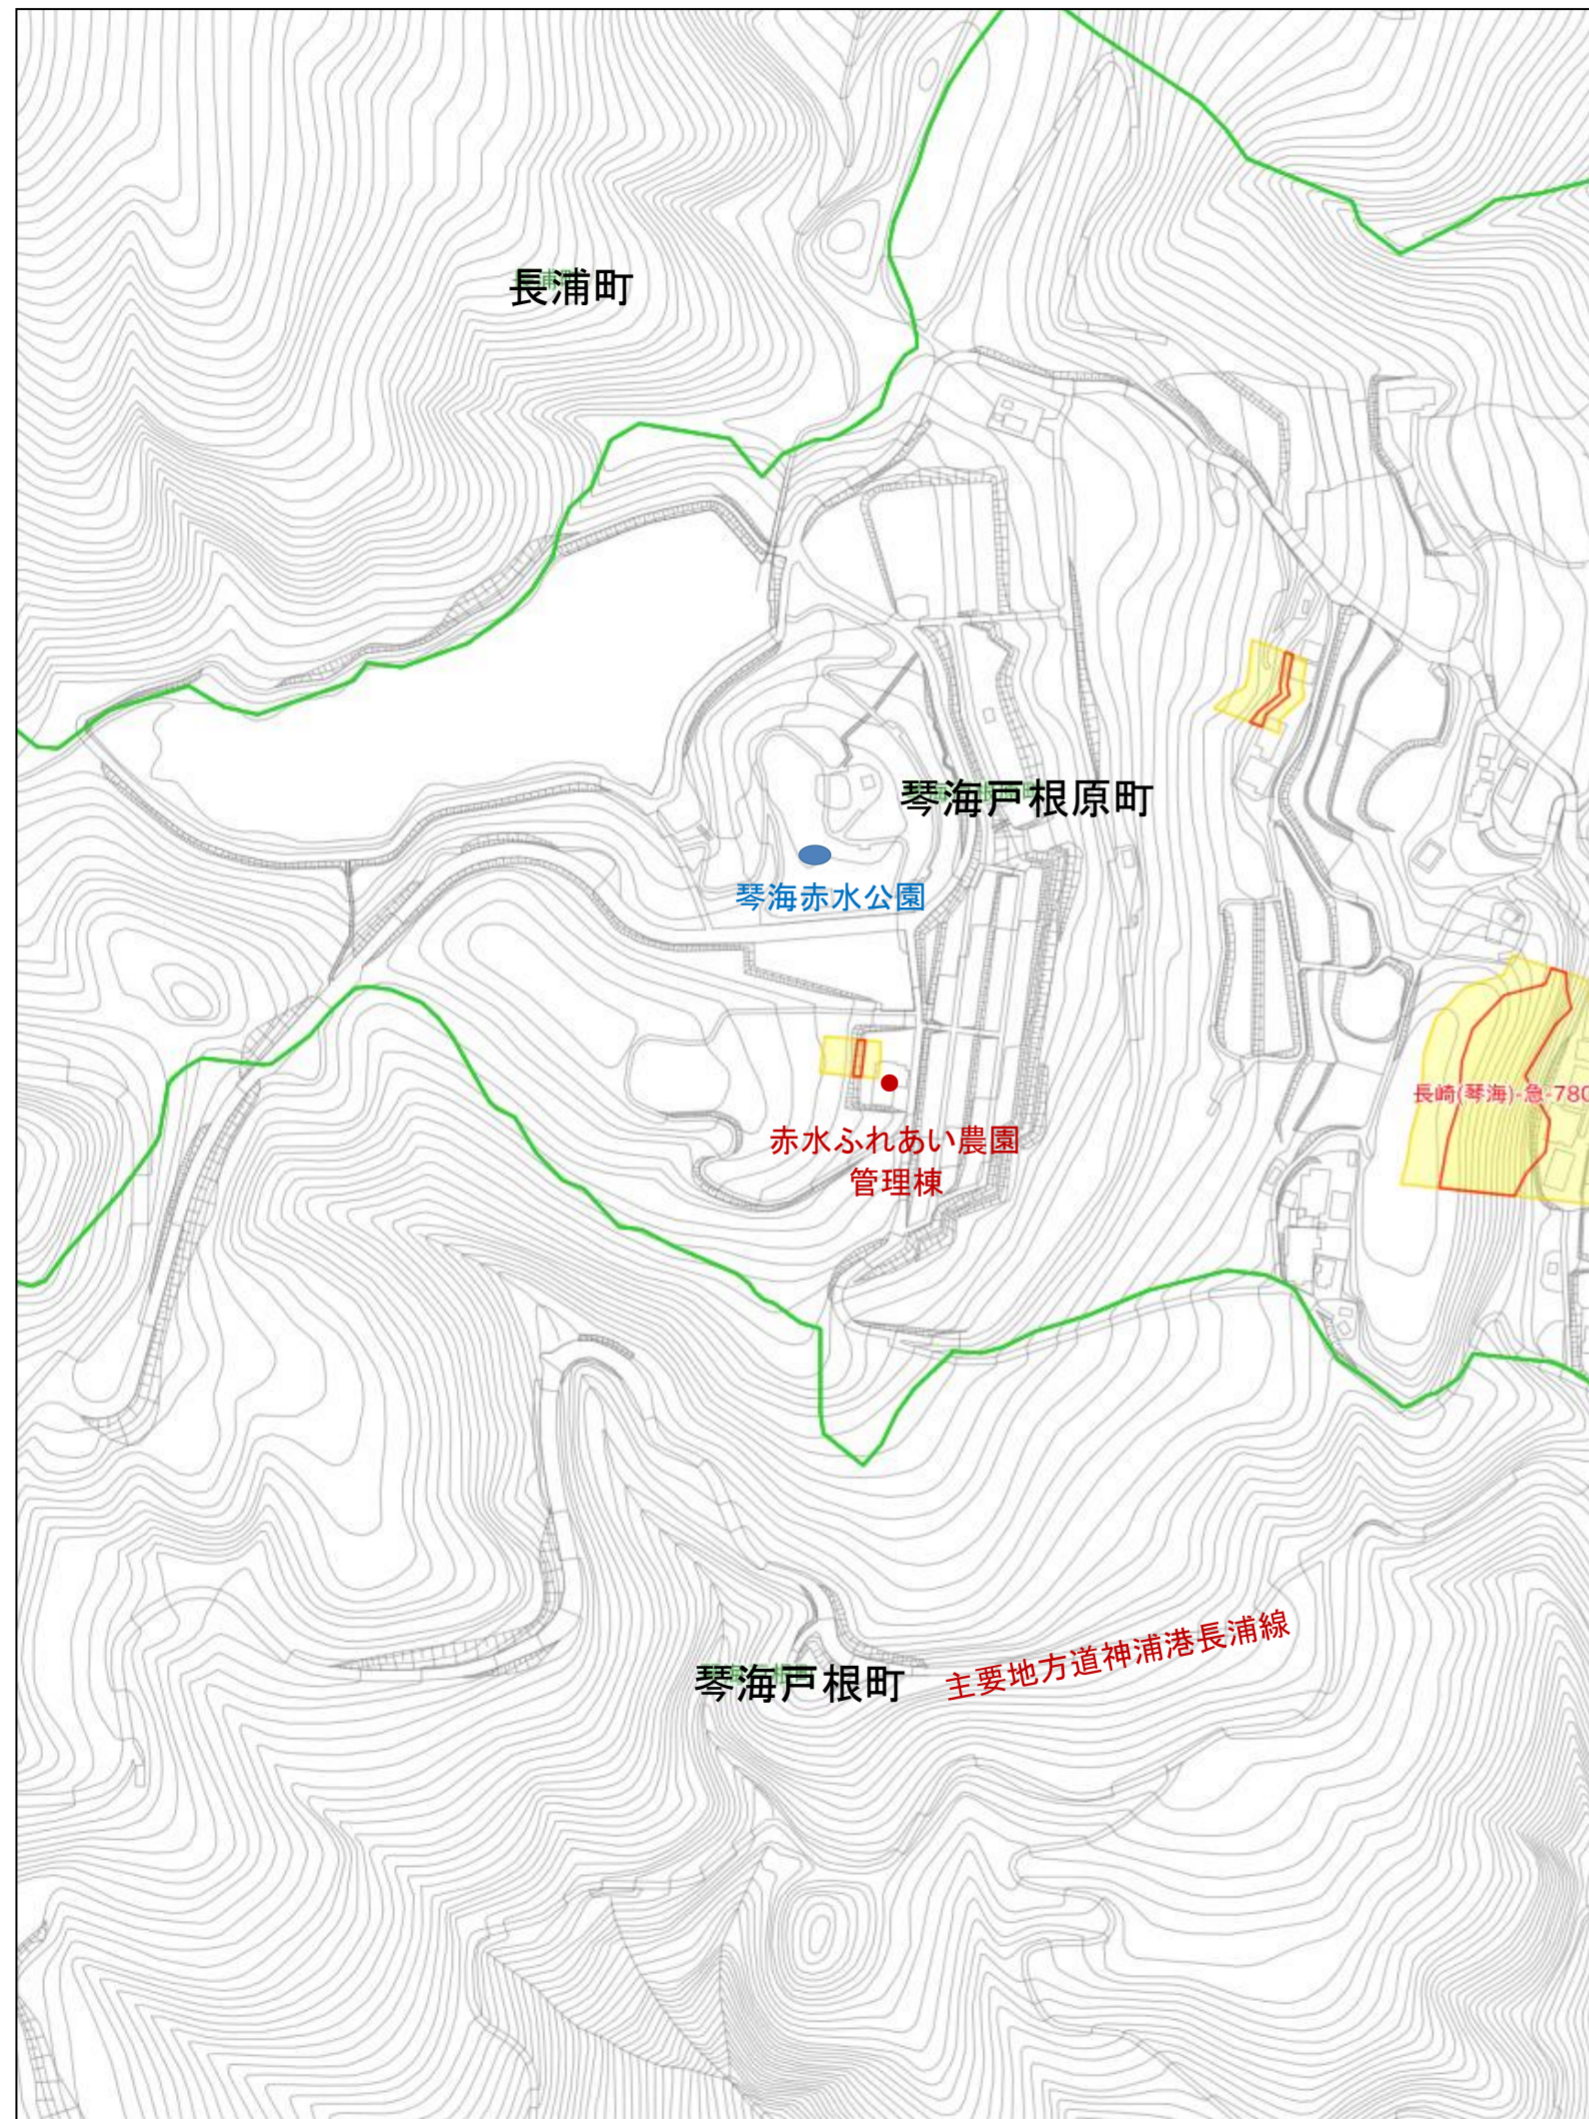 長浦町
琴海戸根原町
琴海赤水公園
長崎(琴海)-急-780
赤水ふれあい農園
管理棟
主要地方道神浦港長浦線
琴海戸根町